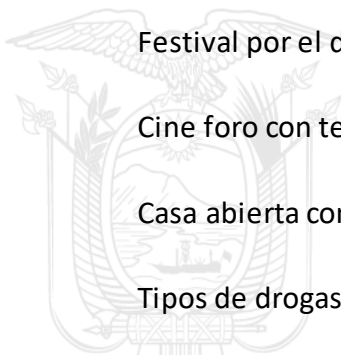 Festival por el
Cine foro con
Casa abierta
Tipos de drogas